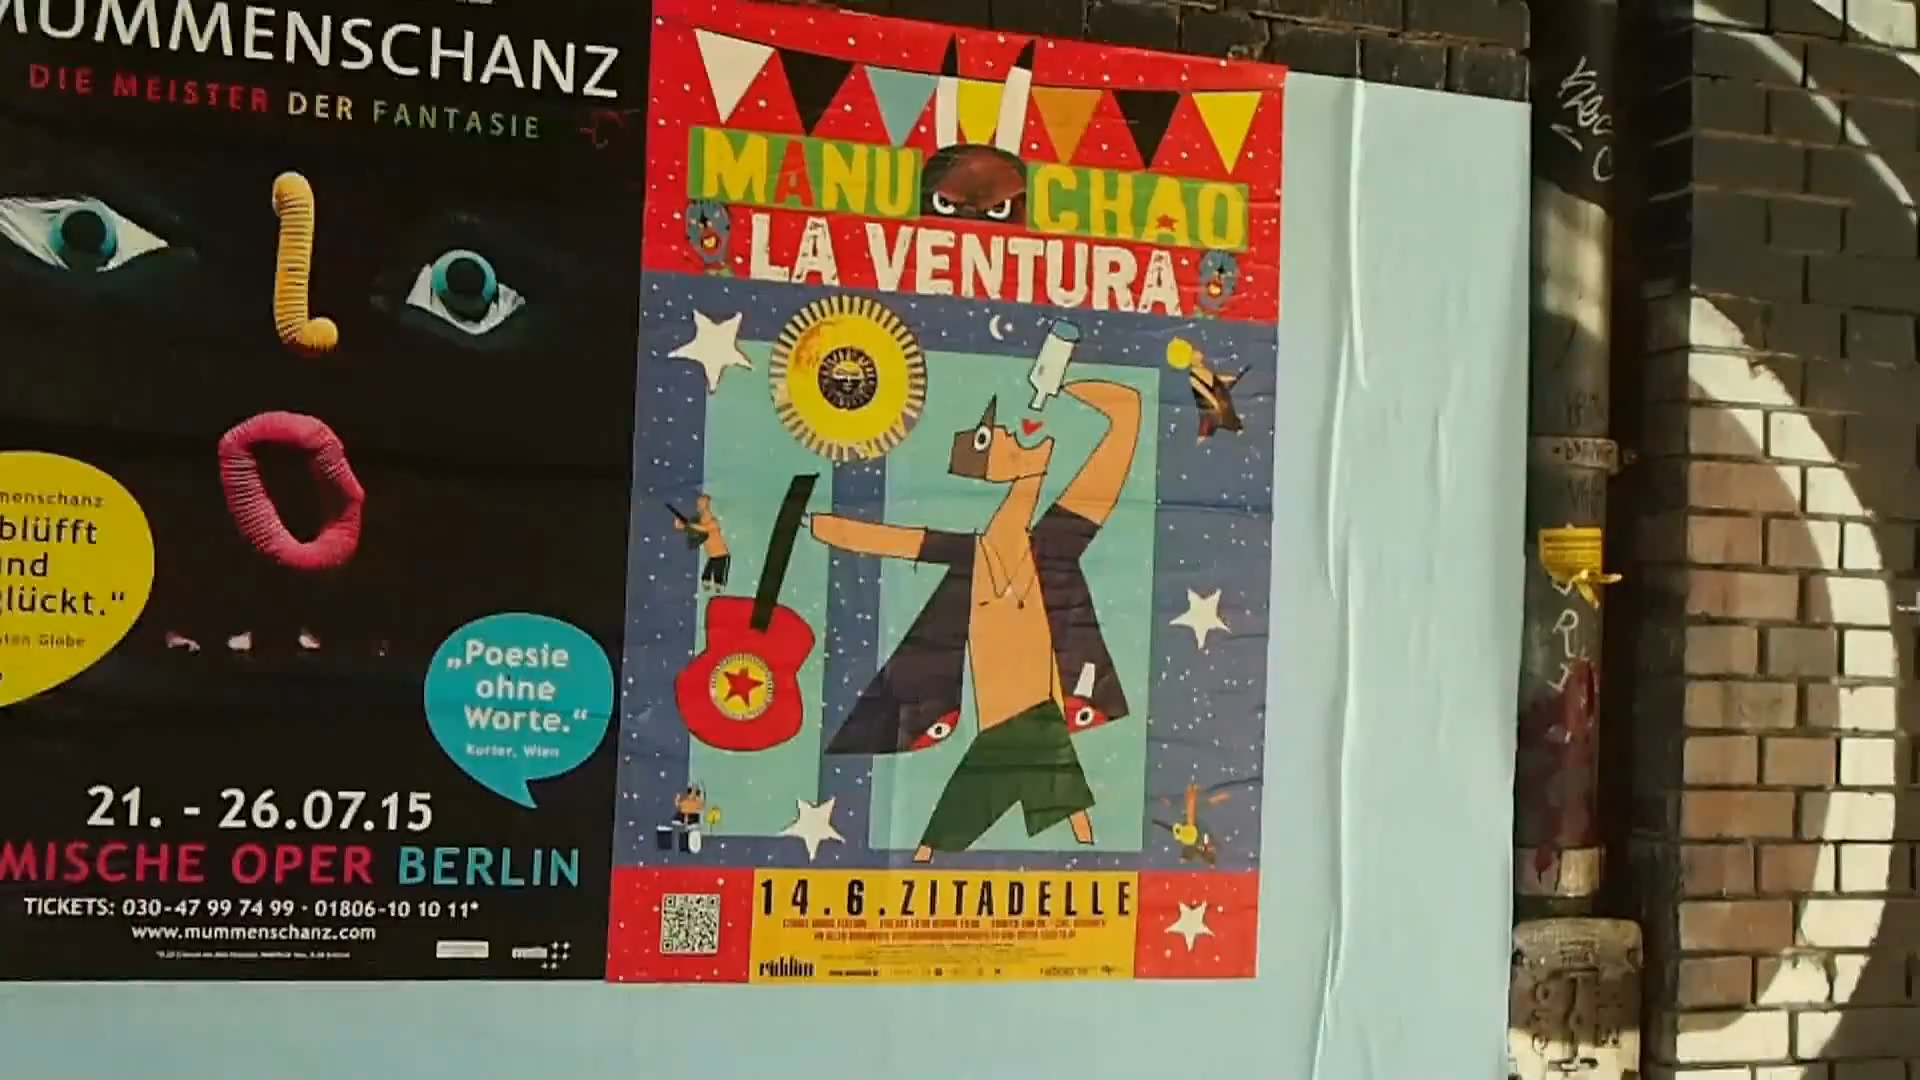 MUMMENSCHANZ
DIE MEISTER DER FANTASIE
menschanz
blüfft
und
glückt.“
„Poesie
ohne
Worte.“
Kurier, Wien
21. - 26.07.15
MISCHE OPER BERLIN
TICKETS: 030-47 99 74 99 · 01806-10 10 11*
www.mummenschanz.com
MANU CHAO
LA VENTURA
14.6.ZITADELLE